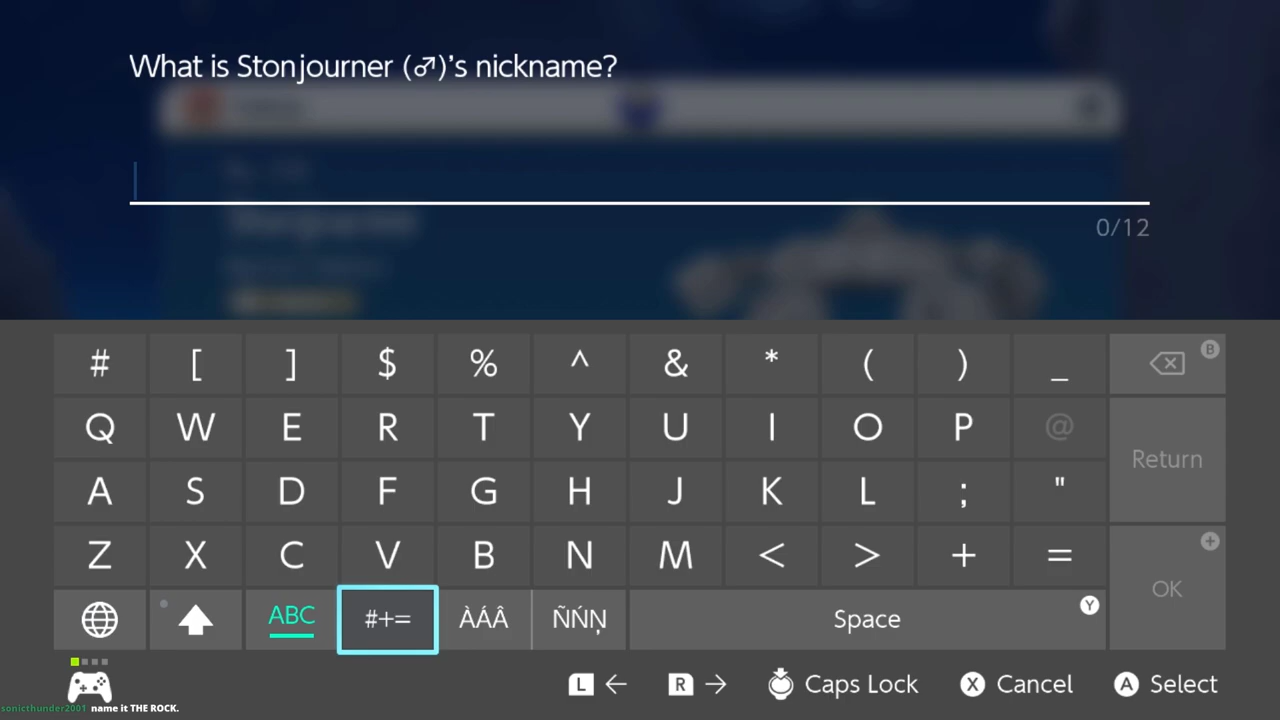 What is Stonjourner (♂)'s nickname?
0/12
# [ ] $ % ^ & * ( ) _ B
Q W E R T Y U I O P @ Return
A S D F G H J K L ; "
Z X C V B N M < > + = + OK
ABC #+= ÀÁÂ ÑŃŅ Space Y
L ← R → Caps Lock X Cancel A Select
sonicthunder2001 name it THE ROCK.